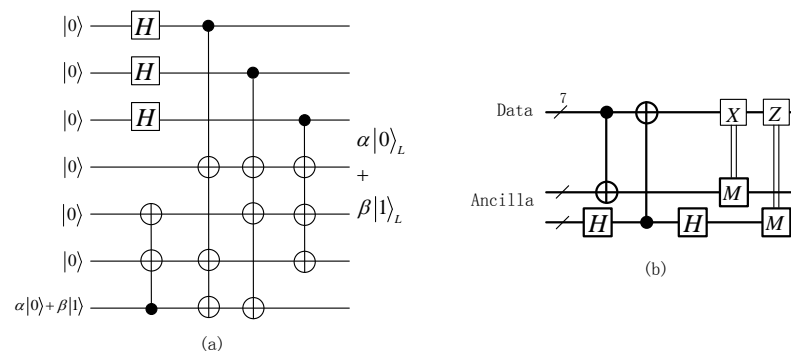 |0⟩ H
|0⟩ H
|0⟩ H
|0⟩
|0⟩
|0⟩
α|0⟩+β|1⟩
α|0⟩_L
+
β|1⟩_L
(a)
7
Data X Z
M
Ancilla
H H M
(b)